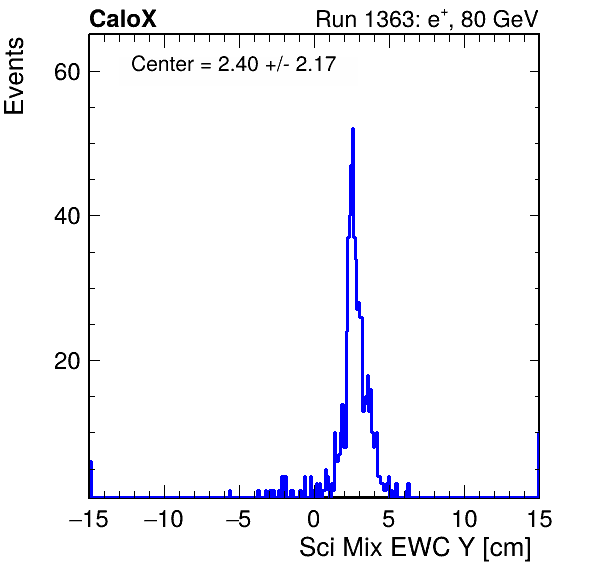 CaloX Run 1363: e⁺, 80 GeV
Center = 2.40 +/- 2.17
Events
60
40
20
−15 −10 −5 0 5 10 15
Sci Mix EWC Y [cm]